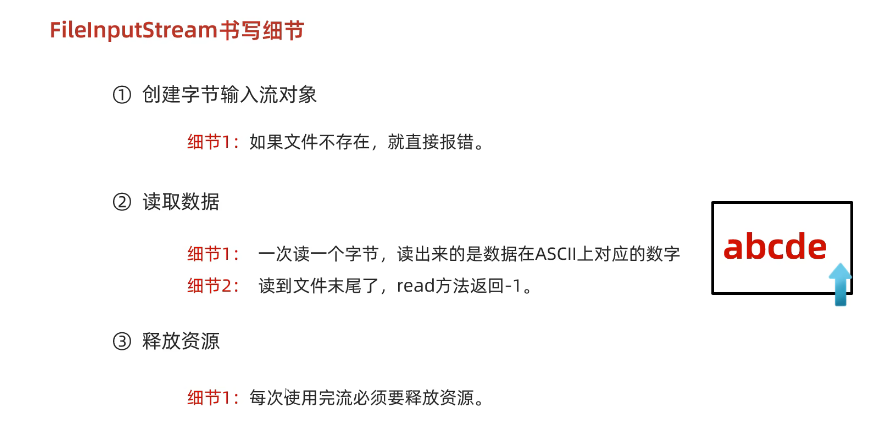 FileInputStream书写细节
① 创建字节输入流对象
细节1：如果文件不存在，就直接报错。
② 读取数据
细节1： 一次读一个字节，读出来的是数据在ASCII上对应的数字
细节2： 读到文件末尾了，read方法返回-1。
abcde
③ 释放资源
细节1：每次使用完流必须要释放资源。